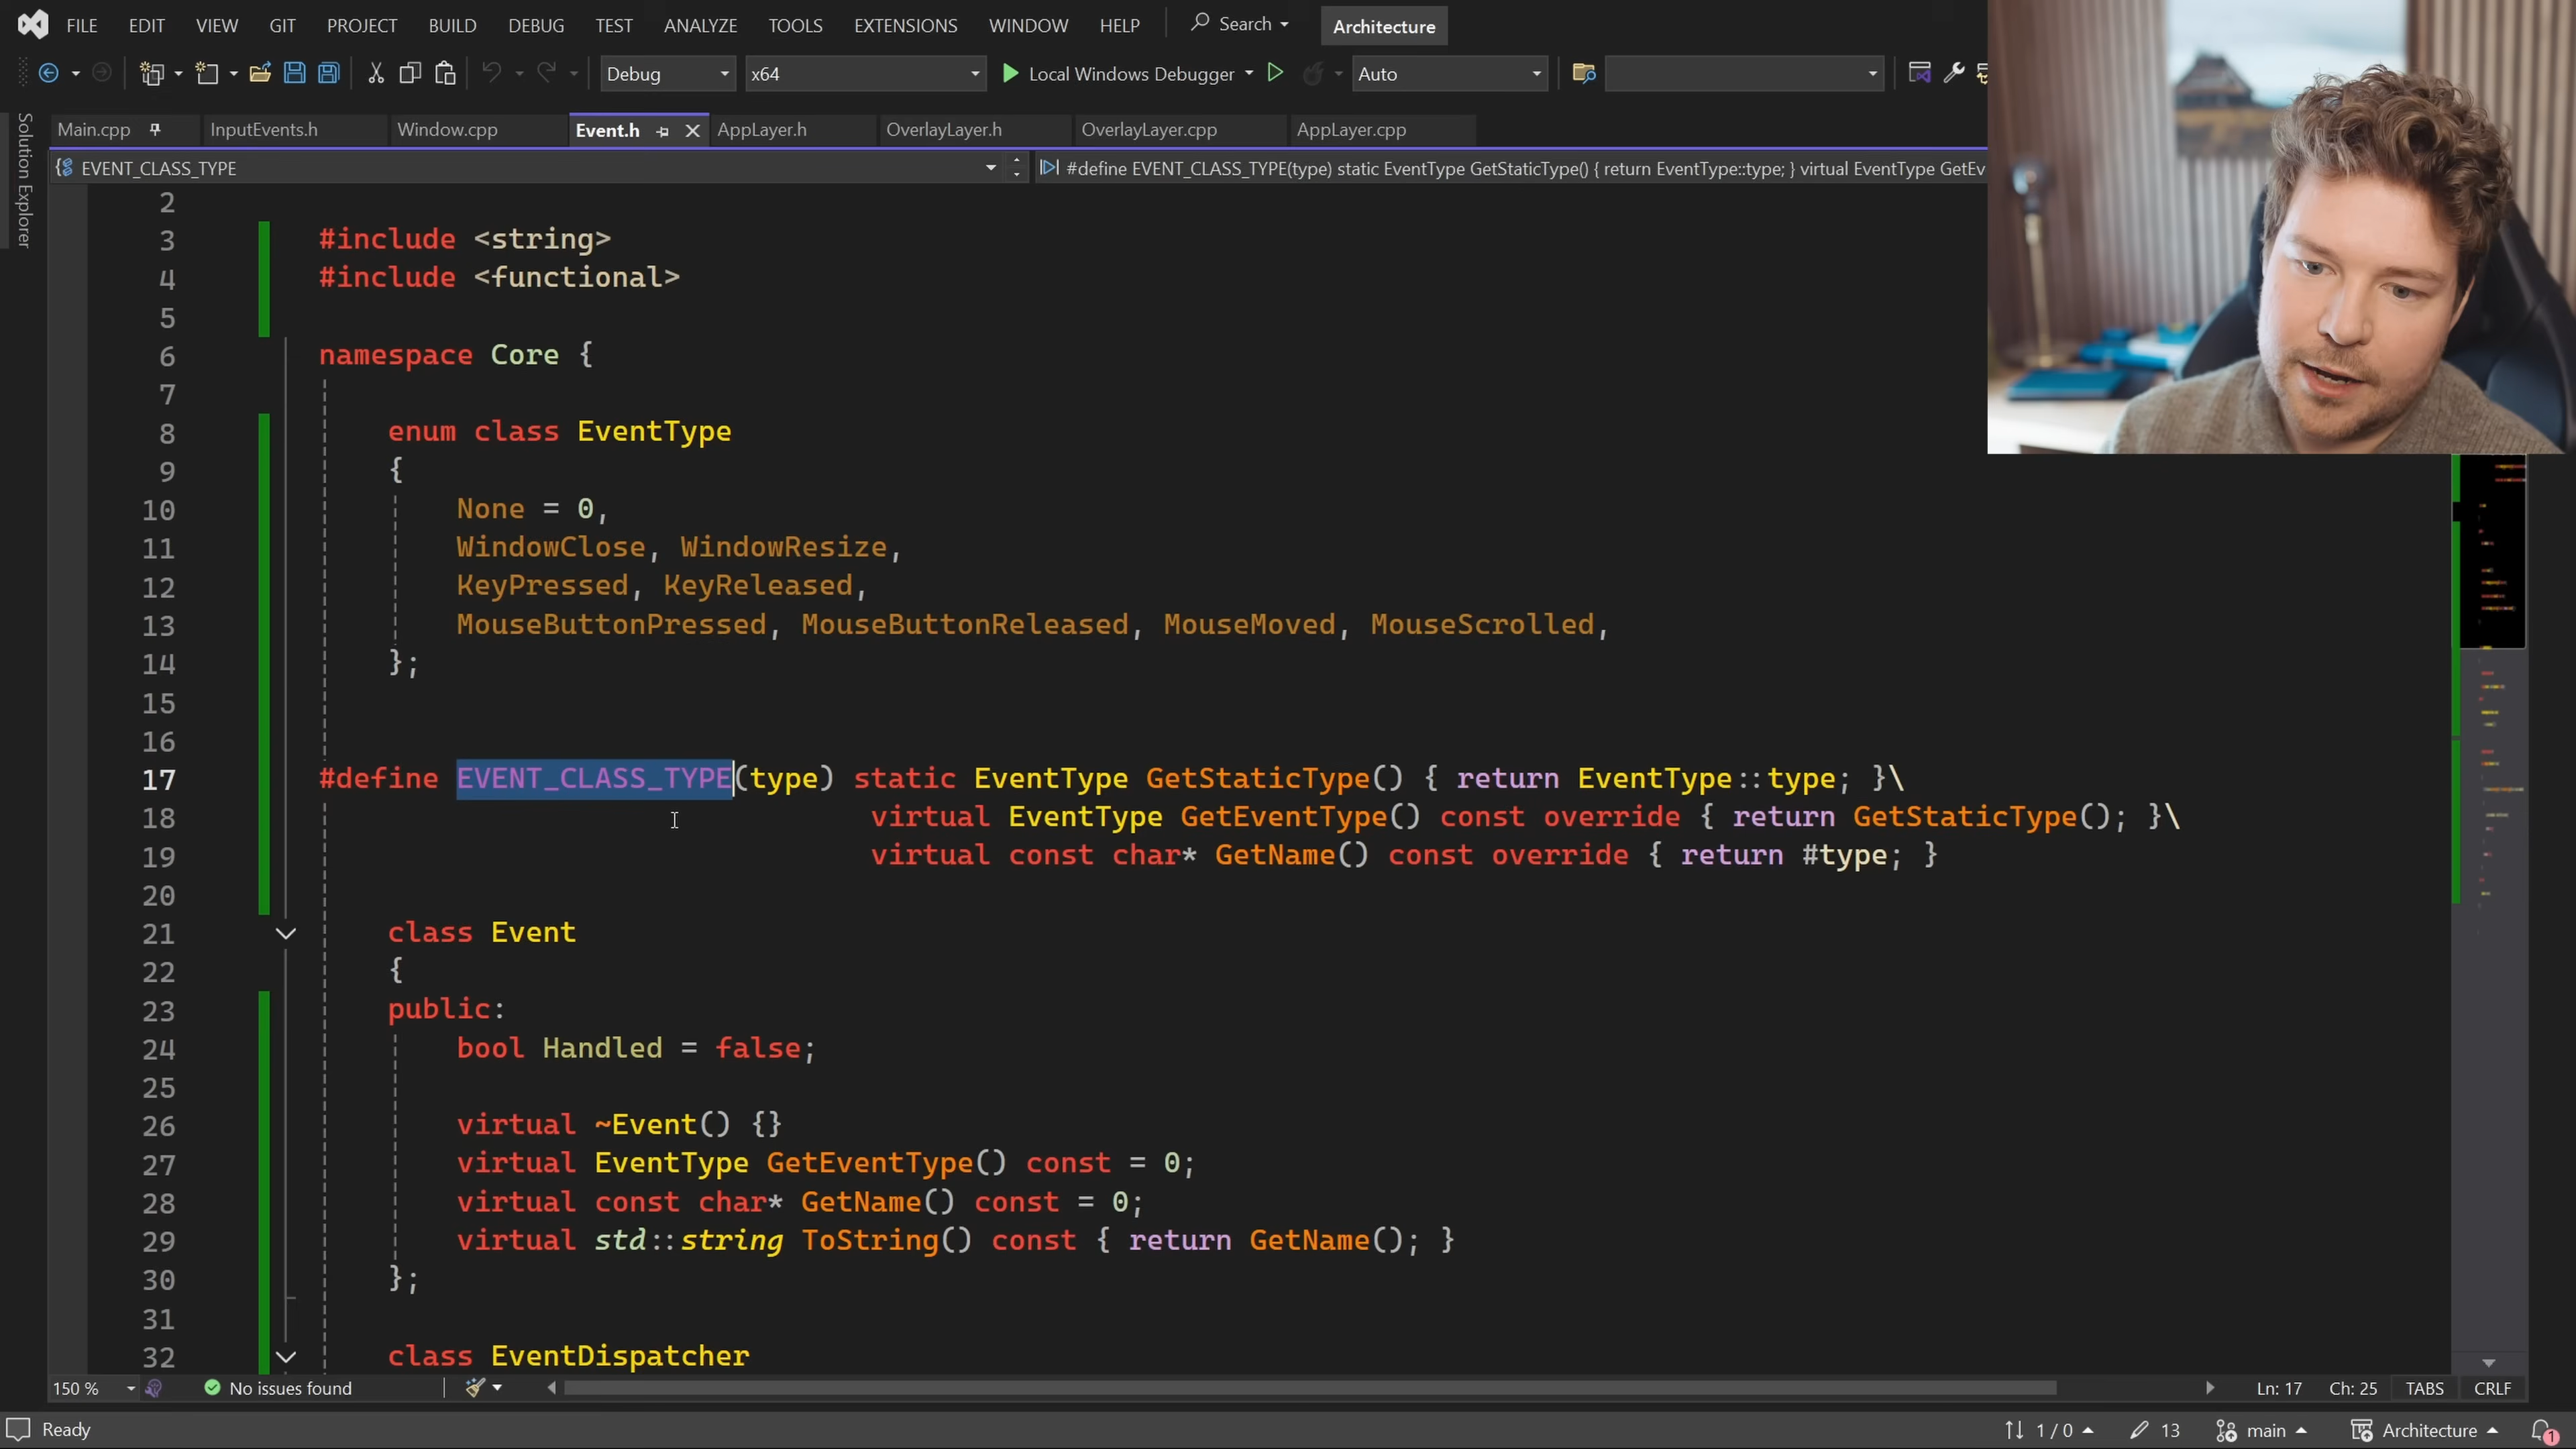 FILE EDIT VIEW GIT PROJECT BUILD DEBUG TEST ANALYZE TOOLS EXTENSIONS WINDOW HELP Search Architecture
Debug x64 Local Windows Debugger Auto
Solution Explorer
Main.cpp InputEvents.h Window.cpp Event.h AppLayer.h OverlayLayer.h OverlayLayer.cpp AppLayer.cpp
EVENT_CLASS_TYPE #define EVENT_CLASS_TYPE(type) static EventType GetStaticType() { return EventType::type; } virtual EventType GetEv
2
3 #include <string>
4 #include <functional>
5
6 namespace Core {
7
8 enum class EventType
9 {
10 None = 0,
11 WindowClose, WindowResize,
12 KeyPressed, KeyReleased,
13 MouseButtonPressed, MouseButtonReleased, MouseMoved, MouseScrolled,
14 };
15
16
17 #define EVENT_CLASS_TYPE(type) static EventType GetStaticType() { return EventType::type; }\
18 virtual EventType GetEventType() const override { return GetStaticType(); }\
19 virtual const char* GetName() const override { return #type; }
20
21 class Event
22 {
23 public:
24 bool Handled = false;
25
26 virtual ~Event() {}
27 virtual EventType GetEventType() const = 0;
28 virtual const char* GetName() const = 0;
29 virtual std::string ToString() const { return GetName(); }
30 };
31
32 class EventDispatcher
150 % No issues found Ln: 17 Ch: 25 TABS CRLF
Ready 1 / 0 13 main Architecture 1